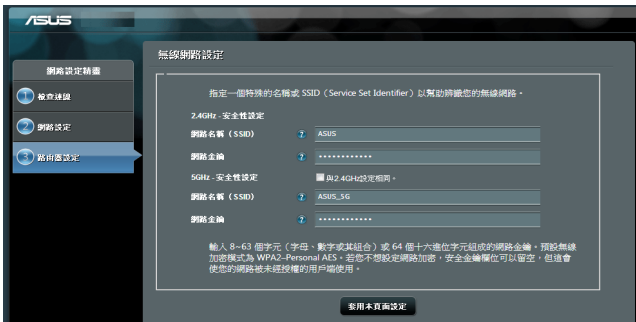 ASUS
無線網路設定
網路設定精靈
指定一個特殊的名稱或 SSID（Service Set Identifier）以幫助辨識您的無線網路。
1 檢查連線
2.4GHz - 安全性設定
2 網路設定
網路名稱（SSID） ? ASUS
網路金鑰 ? ••••••••••••
3 路由器設定
5GHz - 安全性設定 與2.4GHz設定相同。
網路名稱（SSID） ? ASUS_5G
網路金鑰 ? ••••••••••••
輸入 8~63 個字元（字母、數字或其組合）或 64 個十六進位字元組成的網路金鑰。預設無線
加密模式為 WPA2-Personal AES。若您不想設定網路加密，安全金鑰欄位可以留空，但這會
使您的網路被未經授權的用戶端使用。
套用本頁面設定